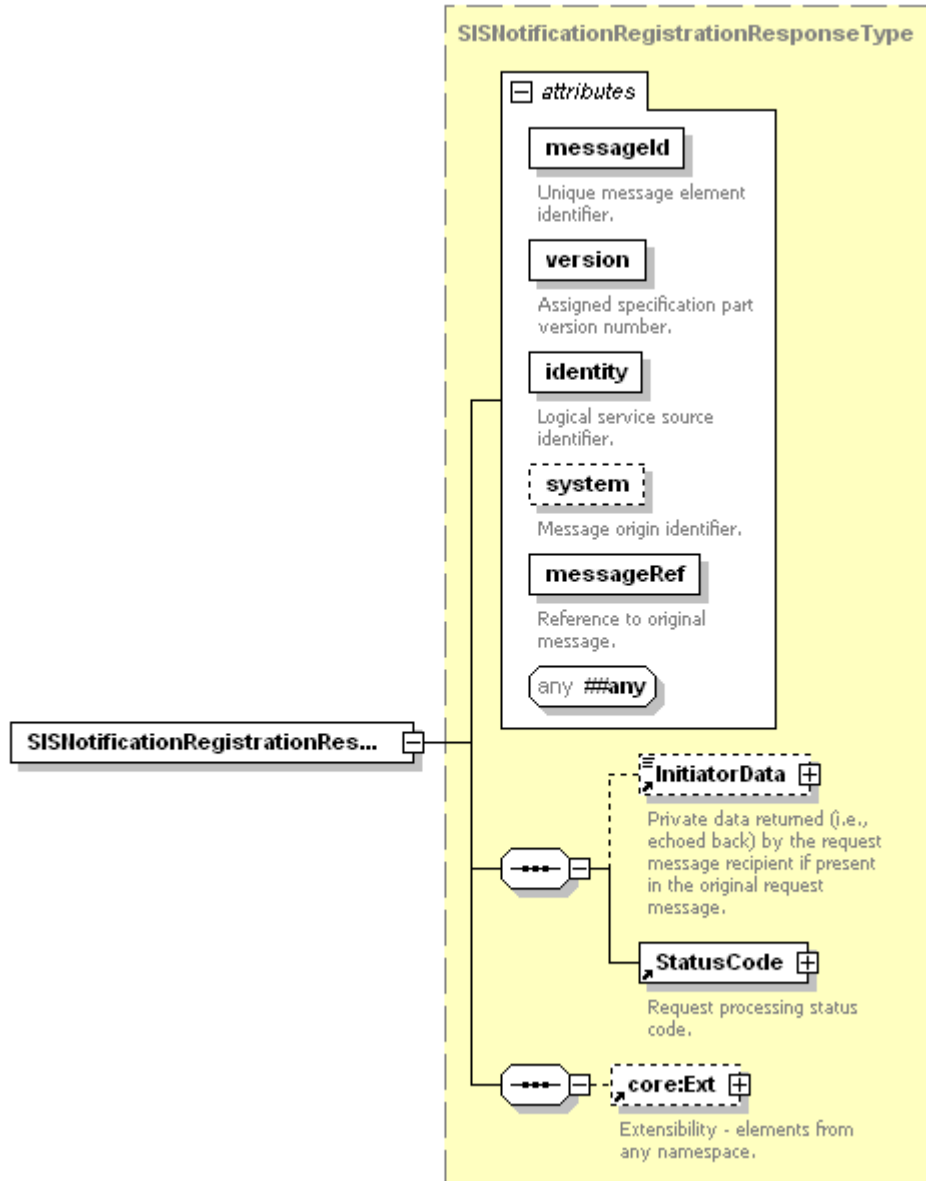 SISNotificationRegistrationResponseType
attributes
messageId
Unique message element
identifier.
version
Assigned specification part
version number.
identity
Logical service source
identifier.
system
Message origin identifier.
messageRef
Reference to original
message.
any ##any
SISNotificationRegistrationRes...
InitiatorData
Private data returned (i.e.,
echoed back) by the request
message recipient if present
in the original request
message.
StatusCode
Request processing status
code.
core:Ext
Extensibility - elements from
any namespace.